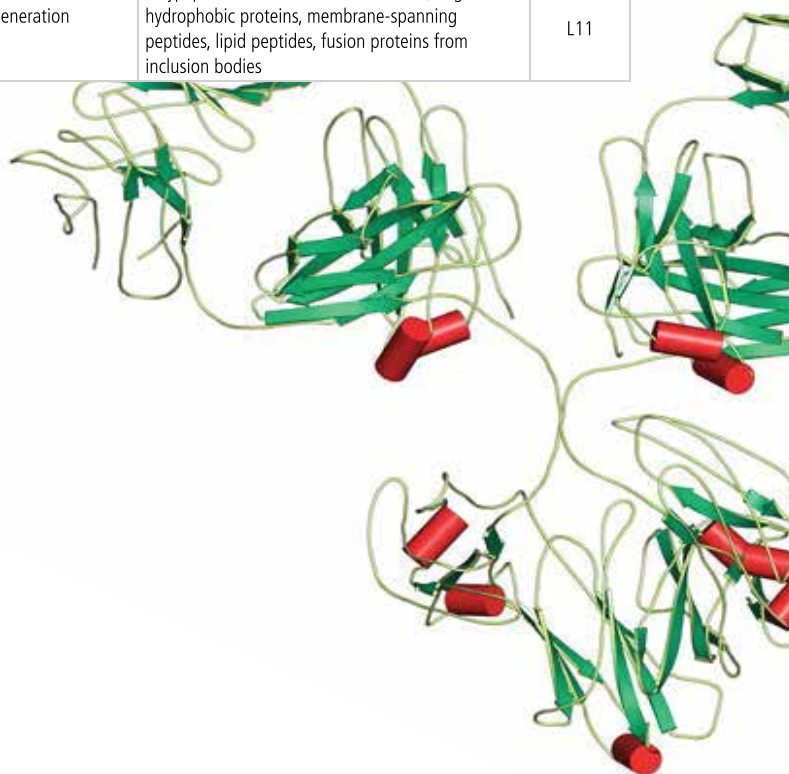 eneration
hydrophobic proteins, membrane-spanning
peptides, lipid peptides, fusion proteins from
inclusion bodies
L11